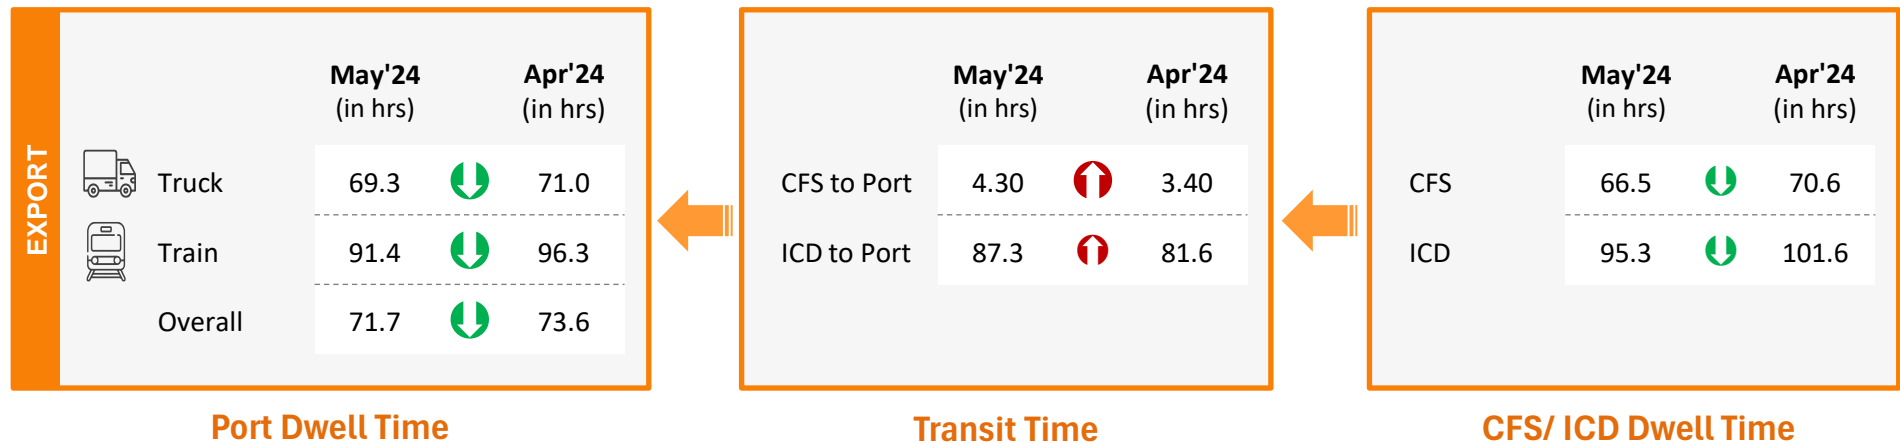 EXPORT
May'24 Apr'24
(in hrs) (in hrs)
Truck 69.3 71.0
Train 91.4 96.3
Overall 71.7 73.6
Port Dwell Time
May'24 Apr'24
(in hrs) (in hrs)
CFS to Port 4.30 3.40
ICD to Port 87.3 81.6
Transit Time
May'24 Apr'24
(in hrs) (in hrs)
CFS 66.5 70.6
ICD 95.3 101.6
CFS/ ICD Dwell Time